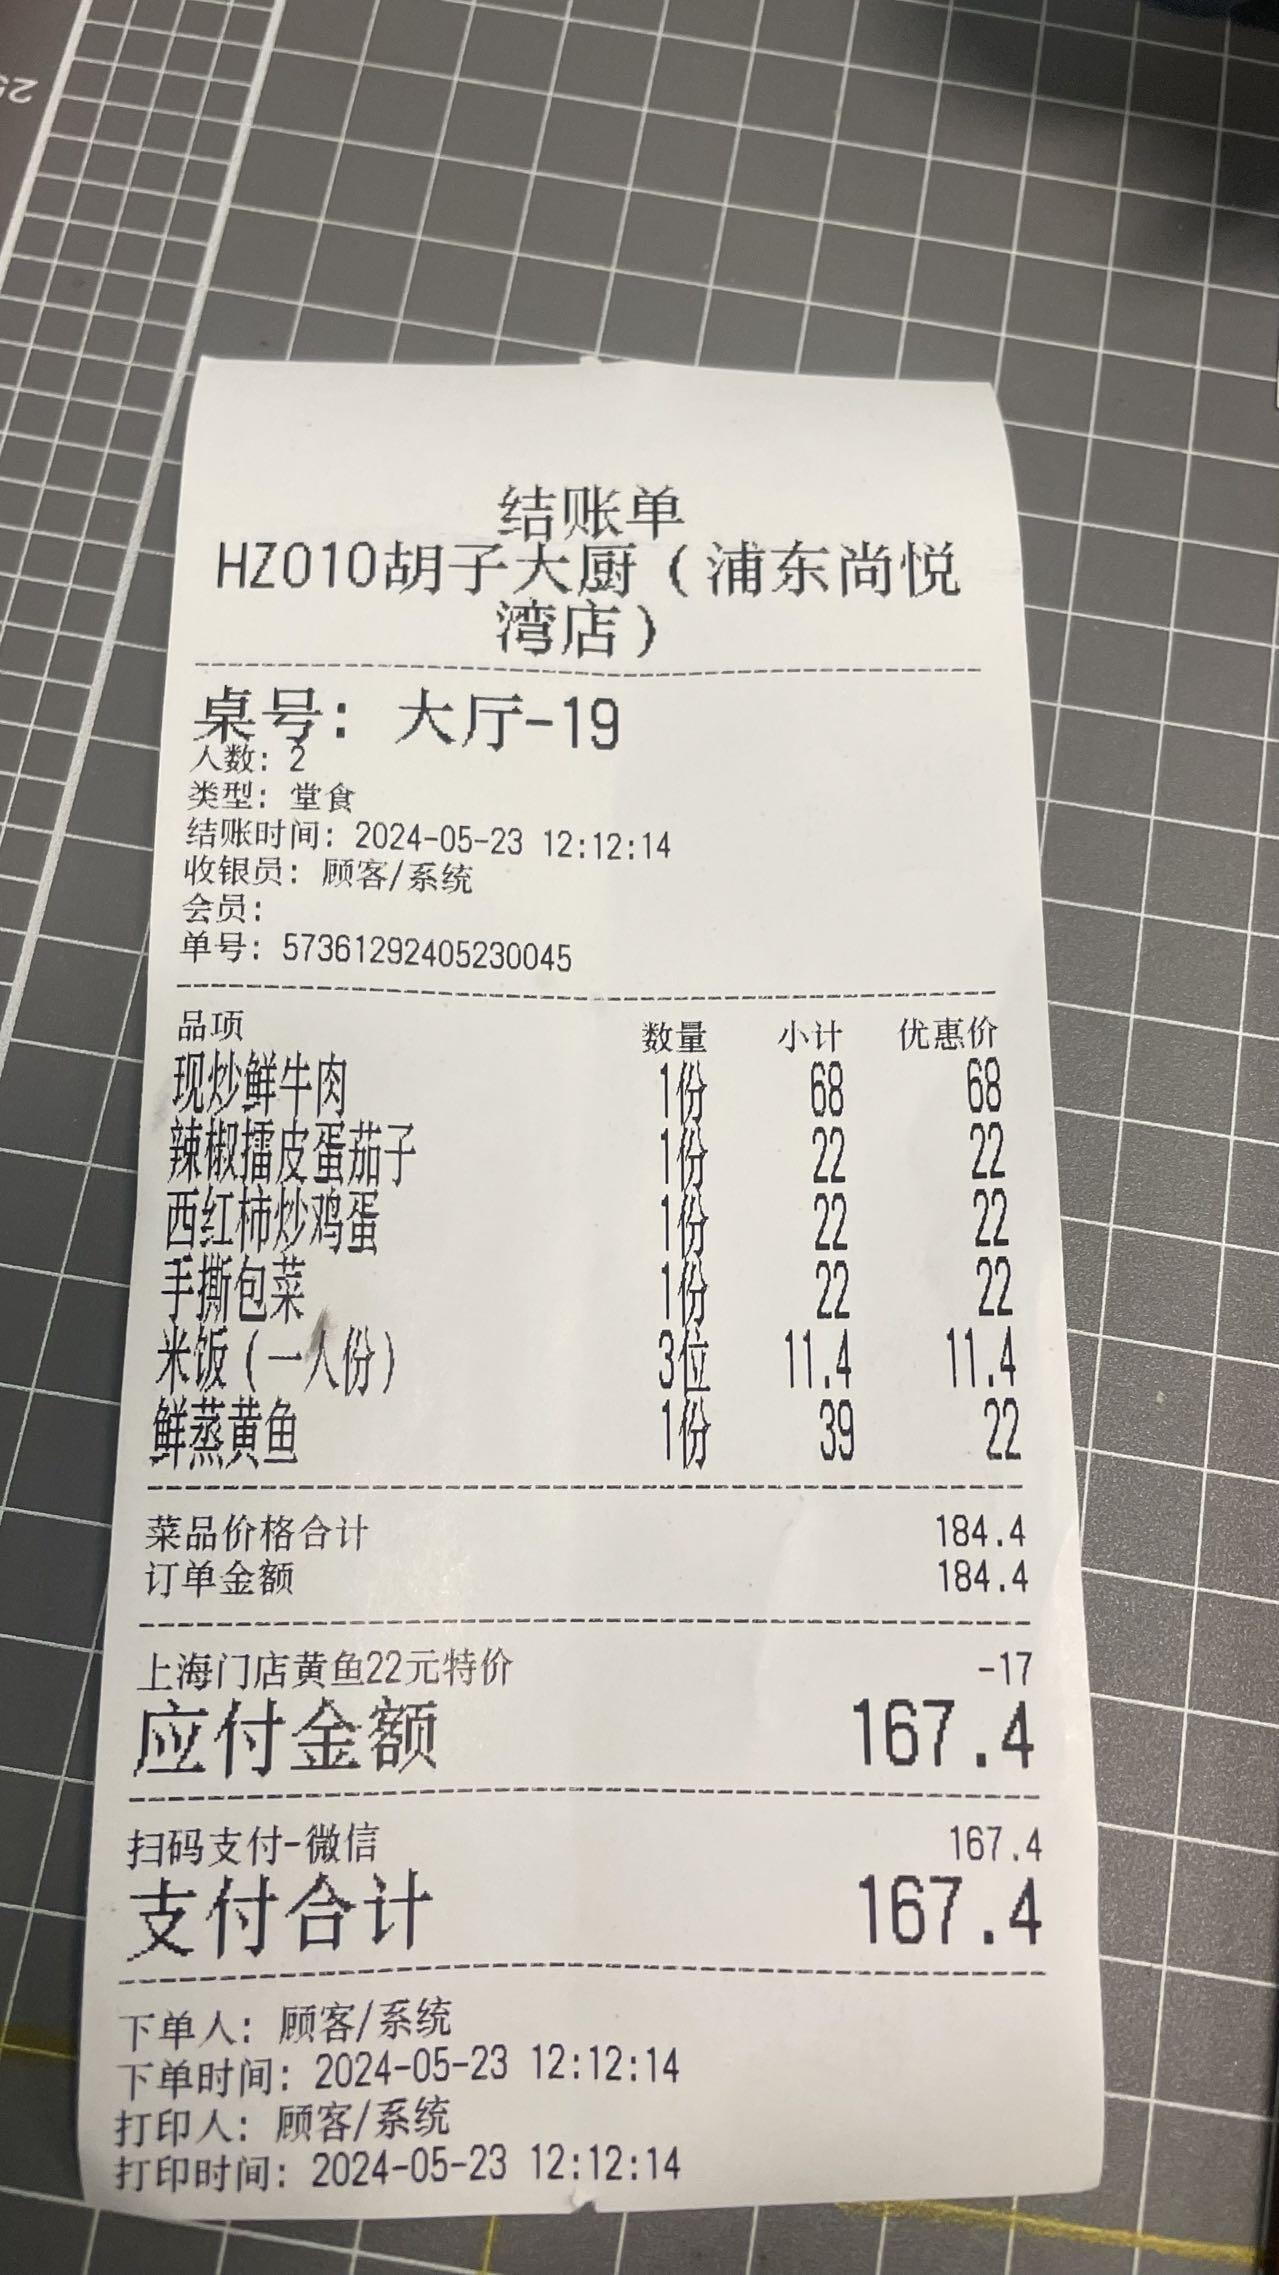 25
结账单
HZ010胡子大厨（浦东尚悦
湾店）
桌号: 大厅-19
人数: 2
类型: 堂食
结账时间: 2024-05-23 12:12:14
收银员: 顾客/系统
会员:
单号: 57361292405230045
品项 数量 小计 优惠价
现炒鲜牛肉 1份 68 68
辣椒擂皮蛋茄子 1份 22 22
西红柿炒鸡蛋 1份 22 22
手撕包菜 1份 22 22
米饭（一人份） 3位 11.4 11.4
鲜蒸黄鱼 1份 39 22
菜品价格合计 184.4
订单金额 184.4
上海门店黄鱼22元特价 -17
应付金额 167.4
扫码支付-微信 167.4
支付合计 167.4
下单人: 顾客/系统
下单时间: 2024-05-23 12:12:14
打印人: 顾客/系统
打印时间: 2024-05-23 12:12:14